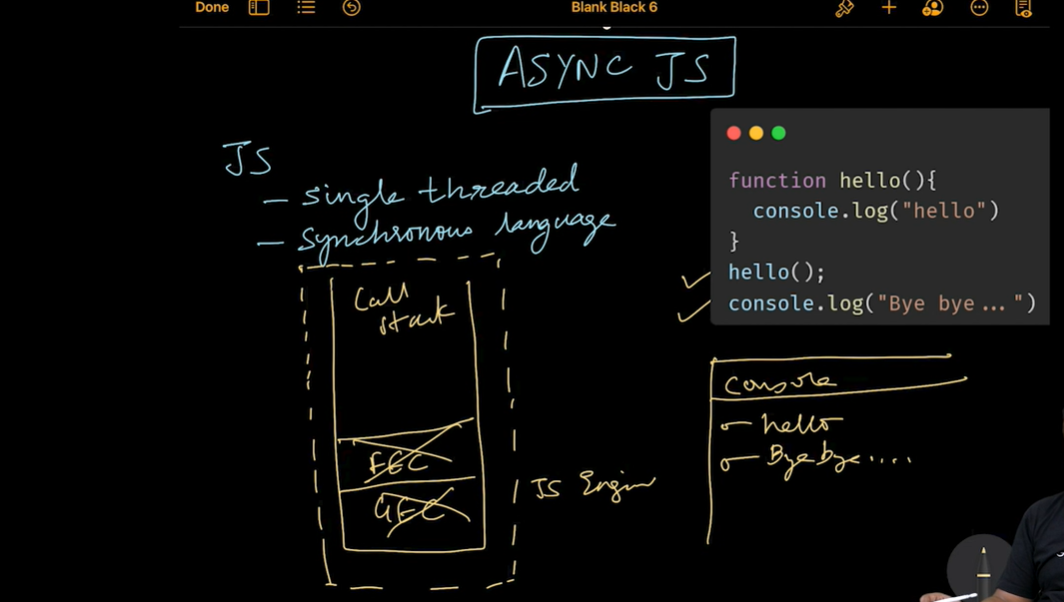 Done
Blank Black 6
ASYNC JS
JS
- single threaded
- Synchronous language
function hello(){
console.log("hello")
}
hello();
console.log("Bye bye...")
Call
stack
FEC
GEC
JS Engine
Console
hello
Bye bye....